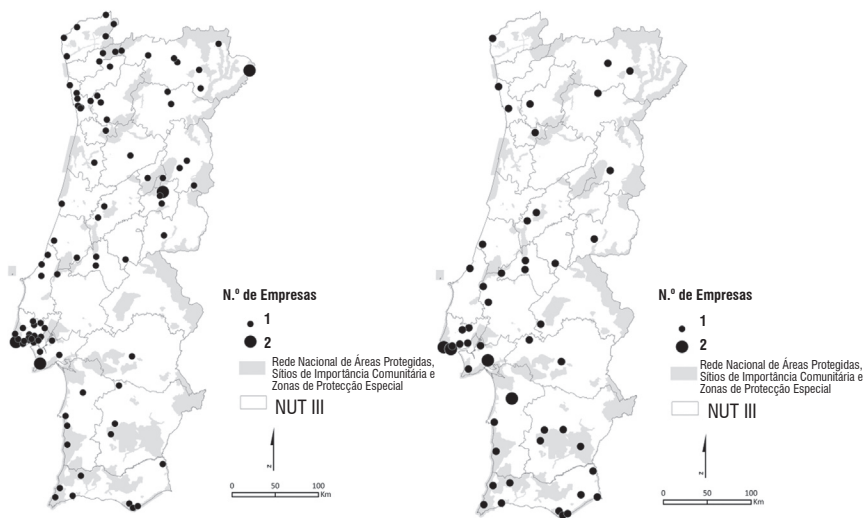 N.º de Empresas
1
2
Rede Nacional de Áreas Protegidas,
Sítios de Importância Comunitária e
Zonas de Protecção Especial
NUT III
N
0 50 100
Km
N.º de Empresas
1
2
Rede Nacional de Áreas Protegidas,
Sítios de Importância Comunitária e
Zonas de Protecção Especial
NUT III
N
0 50 100
Km